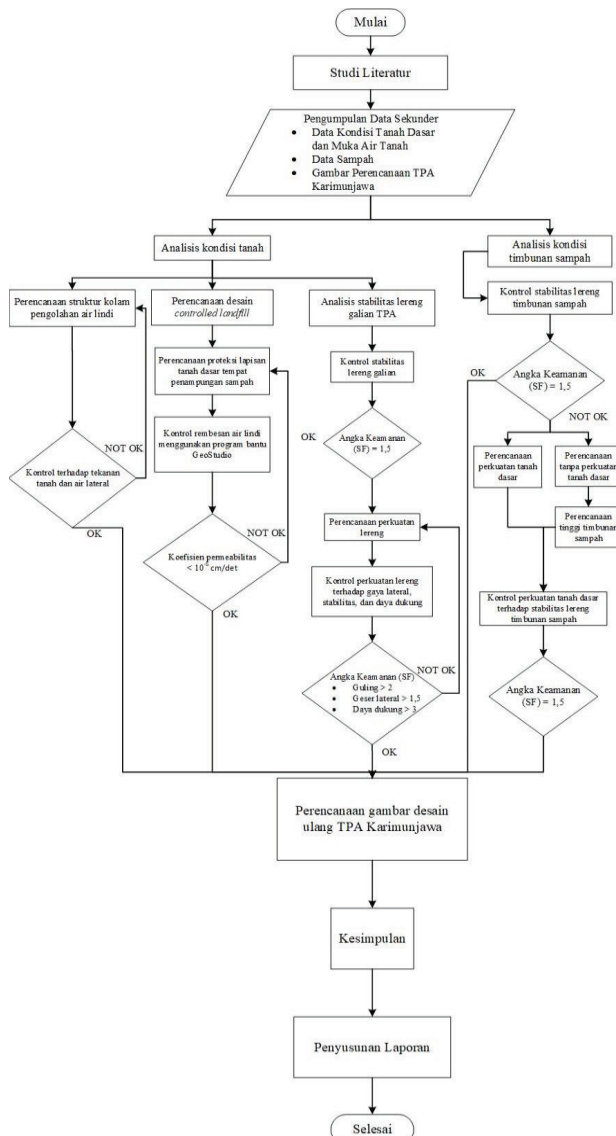 Mulai
Studi Literatur
Pengumpulan Data Sekunder
• Data Kondisi Tanah Dasar
dan Muka Air Tanah
• Data Sampah
• Gambar Perencanaan TPA
Karimunjawa
Analisis kondisi tanah
Analisis kondisi
timbunan sampah
Perencanaan struktur kolam
pengolahan air lindi
Perencanaan desain
controlled landfill
Analisis stabilitas lereng
galian TPA
Kontrol stabilitas lereng
timbunan sampah
Perencanaan proteksi lapisan
tanah dasar tempat
penampungan sampah
Kontrol stabilitas
lereng galian
OK
Angka Keamanan
(SF) = 1,5
NOT OK
Kontrol rembesan air lindi
menggunakan program bantu
GeoStudio
OK
Angka Keamanan
(SF) = 1,5
Perencanaan
perkuatan tanah
dasar
Perencanaan
tanpa perkuatan
tanah dasar
NOT OK
Kontrol terhadap tekanan
tanah dan air lateral
OK
Perencanaan
tinggi timbunan
sampah
Perencanaan perkuatan
lereng
NOT OK
Koefisien permeabilitas
cm/det
OK
Kontrol perkuatan lereng
terhadap gaya lateral,
stabilitas, dan daya dukung
Kontrol perkuatan tanah dasar
terhadap stabilitas lereng
timbunan sampah
NOT OK
Angka Keamanan (SF)
• Guling > 2
• Geser lateral > 1,5
• Daya dukung > 3
OK
Angka Keamanan
(SF) = 1,5
Perencanaan gambar desain
ulang TPA Karimunjawa
Kesimpulan
Penyusunan Laporan
Selesai